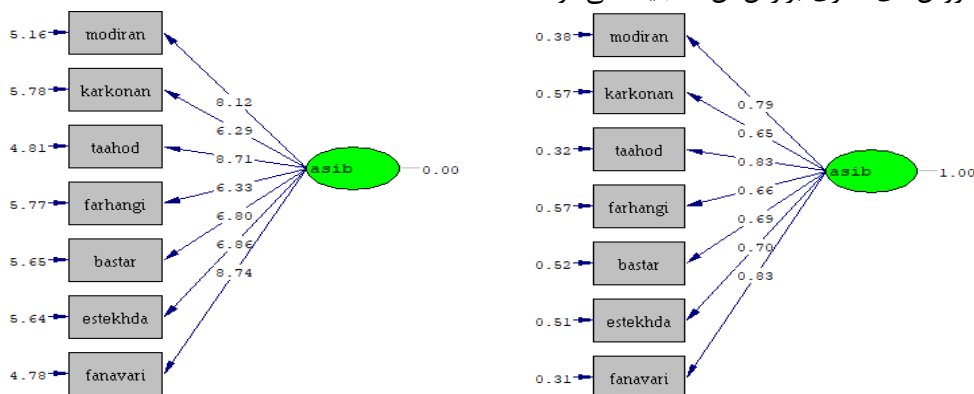 5.16
modiran
5.78
karkonan
4.81
taahod
5.77
farhangi
5.65
bastar
5.64
estekhda
4.78
fanavari
8.12
6.29
8.71
6.33
6.80
6.86
8.74
asib
0.00
0.38
modiran
0.57
karkonan
0.32
taahod
0.57
farhangi
0.52
bastar
0.51
estekhda
0.31
fanavari
0.79
0.65
0.83
0.66
0.69
0.70
0.83
asib
1.00